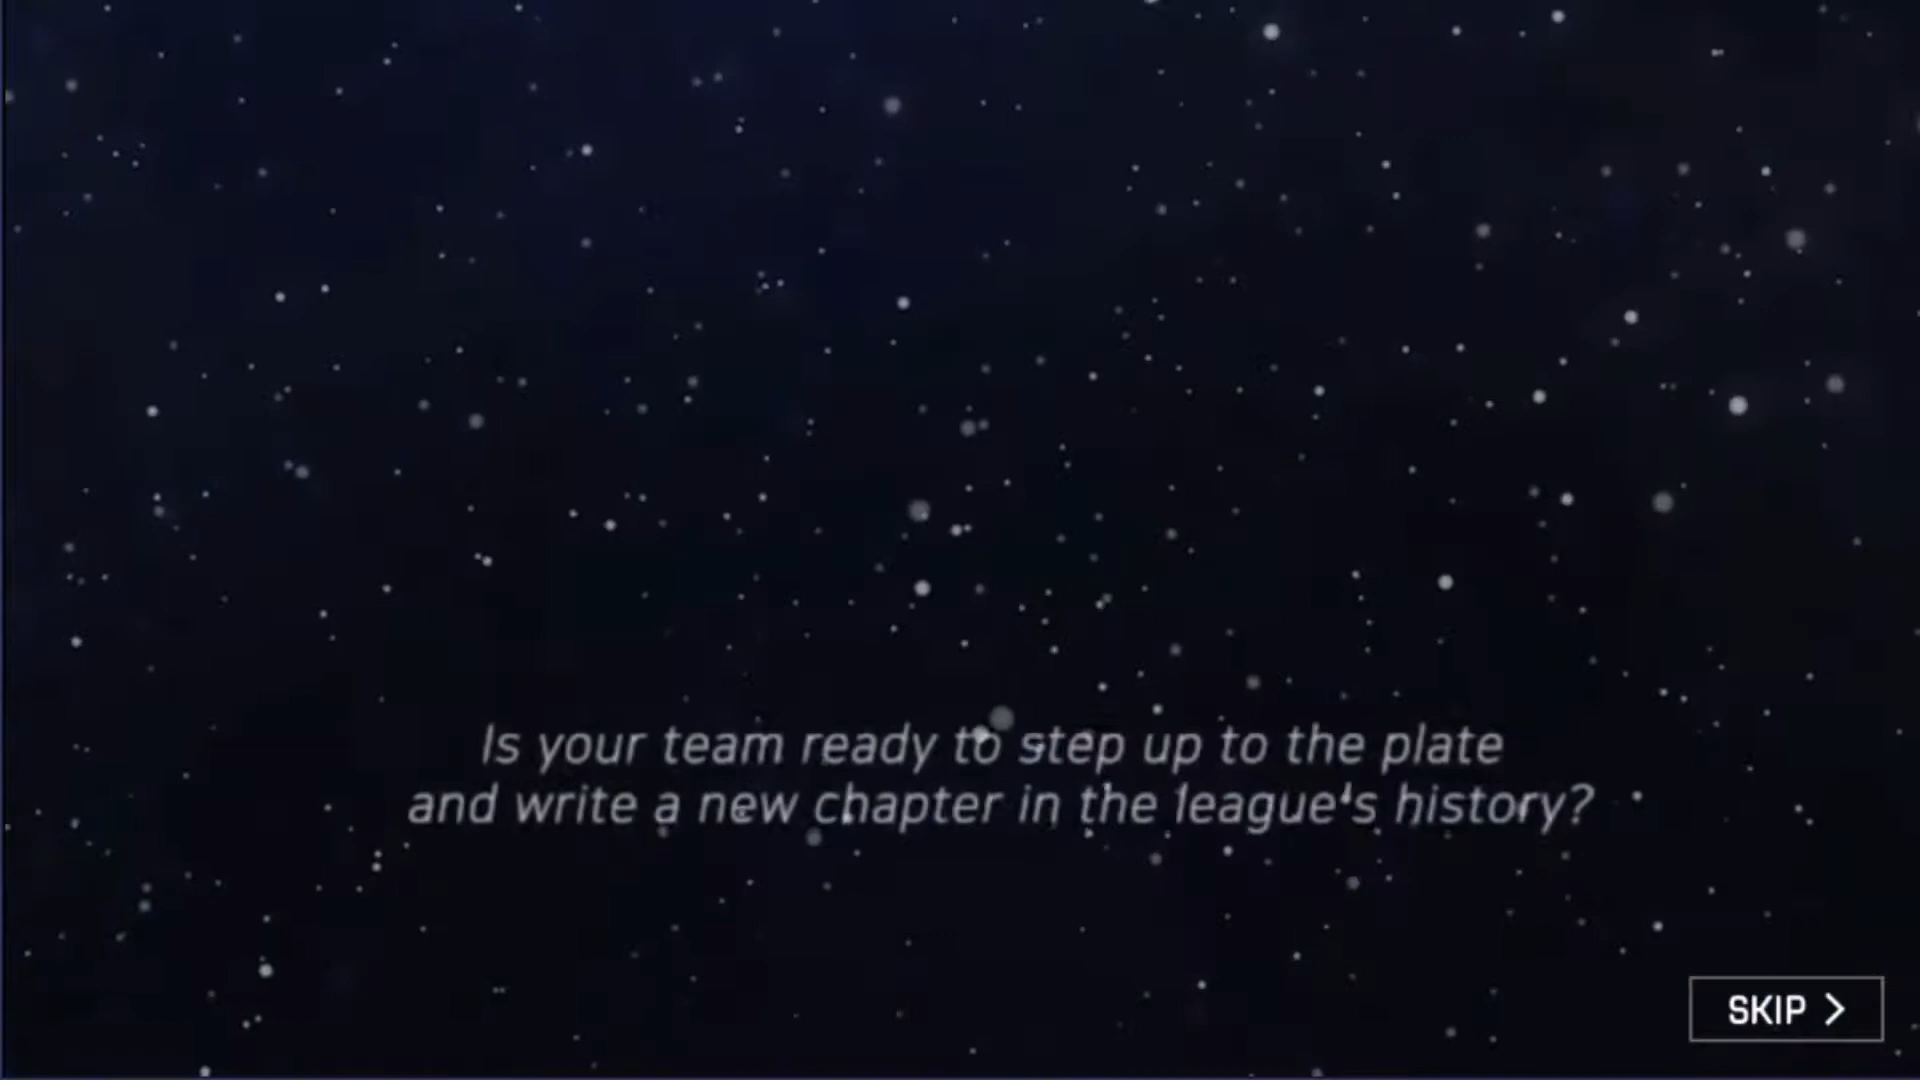 Is your team ready to step up to the plate
and write a new chapter in the league's history?
SKIP